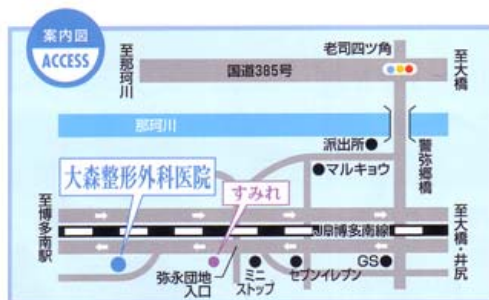 案内図
ACCESS
至那珂川
国道385号
老司四ツ角
至大橋
那珂川
派出所
マルキョウ
警弥郷橋
大森整形外科医院
すみれ
至博多南駅
JR博多南線
至大橋・井尻
弥永団地
入口
ミニ
ストップ
セブンイレブン
GS